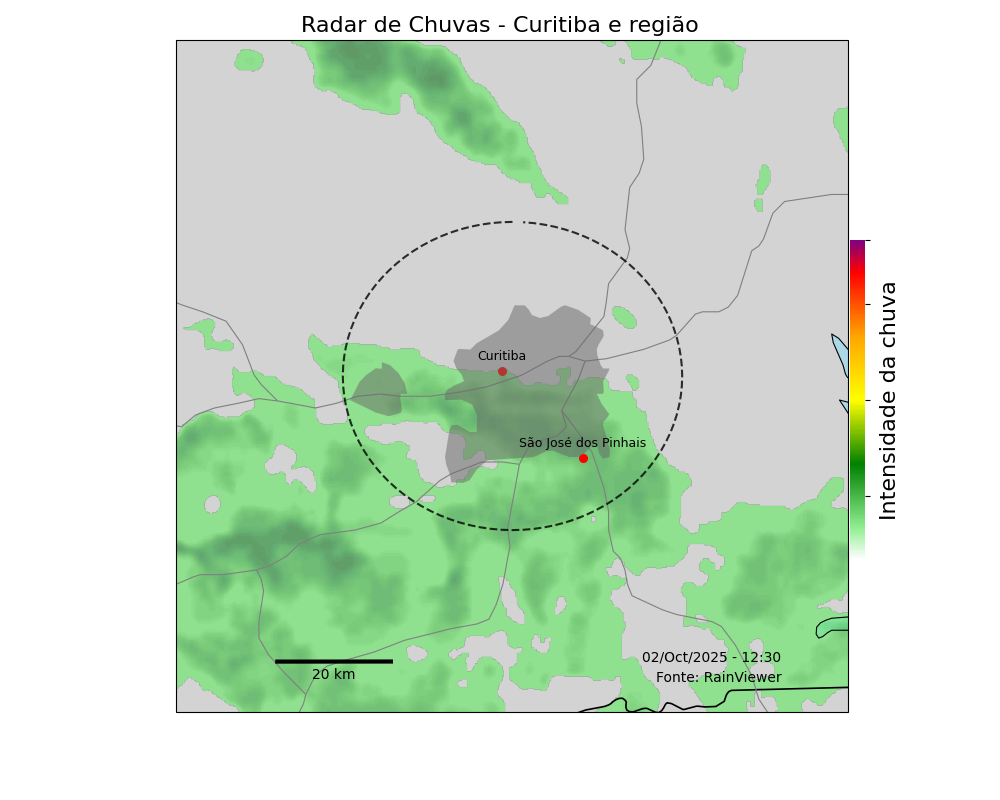 Radar de Chuvas - Curitiba e região
Curitiba
São José dos Pinhais
Intensidade da chuva
02/Oct/2025 - 12:30
Fonte: RainViewer
20 km